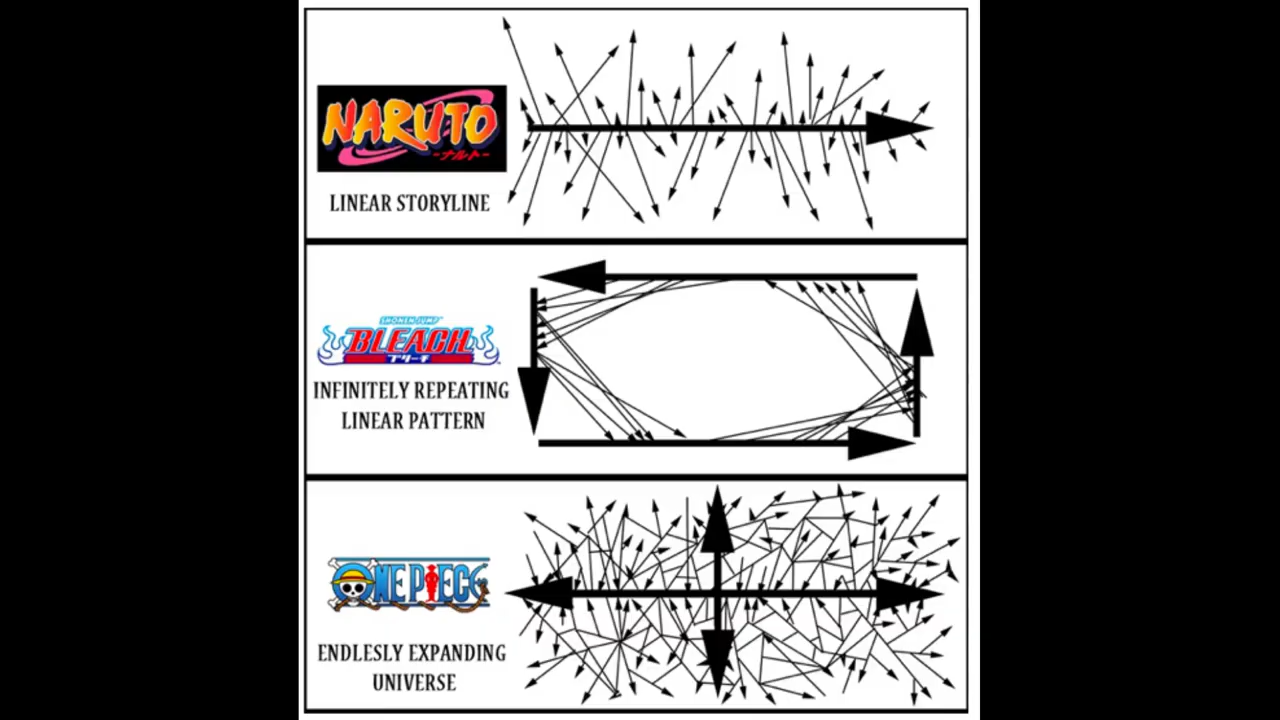 NARUTO
-ナルト-
LINEAR STORYLINE
SHONEN JUMP
BLEACH
ブリーチ
INFINITELY REPEATING
LINEAR PATTERN
ONE PIECE
ENDLESLY EXPANDING
UNIVERSE